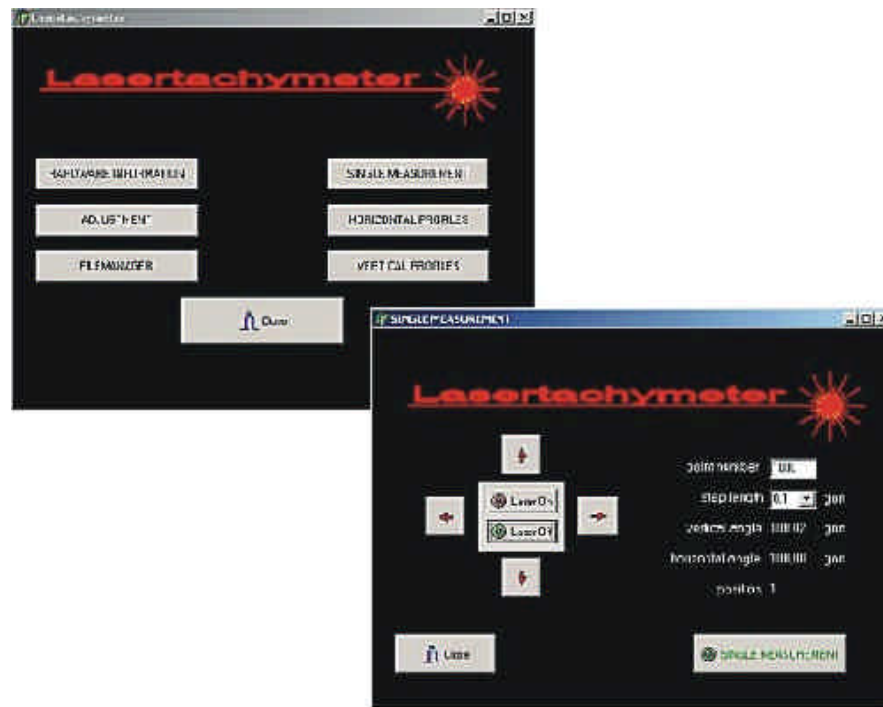 Lasertachymeter
Lasertachymeter
HARDWARE INFORMATION
SINGLE MEASUREMENT
ADJUSTMENT
HORIZONTAL PROFILES
FILEMANAGER
VERTICAL PROFILES
Close
SINGLE MEASUREMENT
Lasertachymeter
point number
step length 0.1 gon
Laser On
vertical angle gon
Laser Off
horizontal angle gon
position 1
Close
SINGLE MEASUREMENT